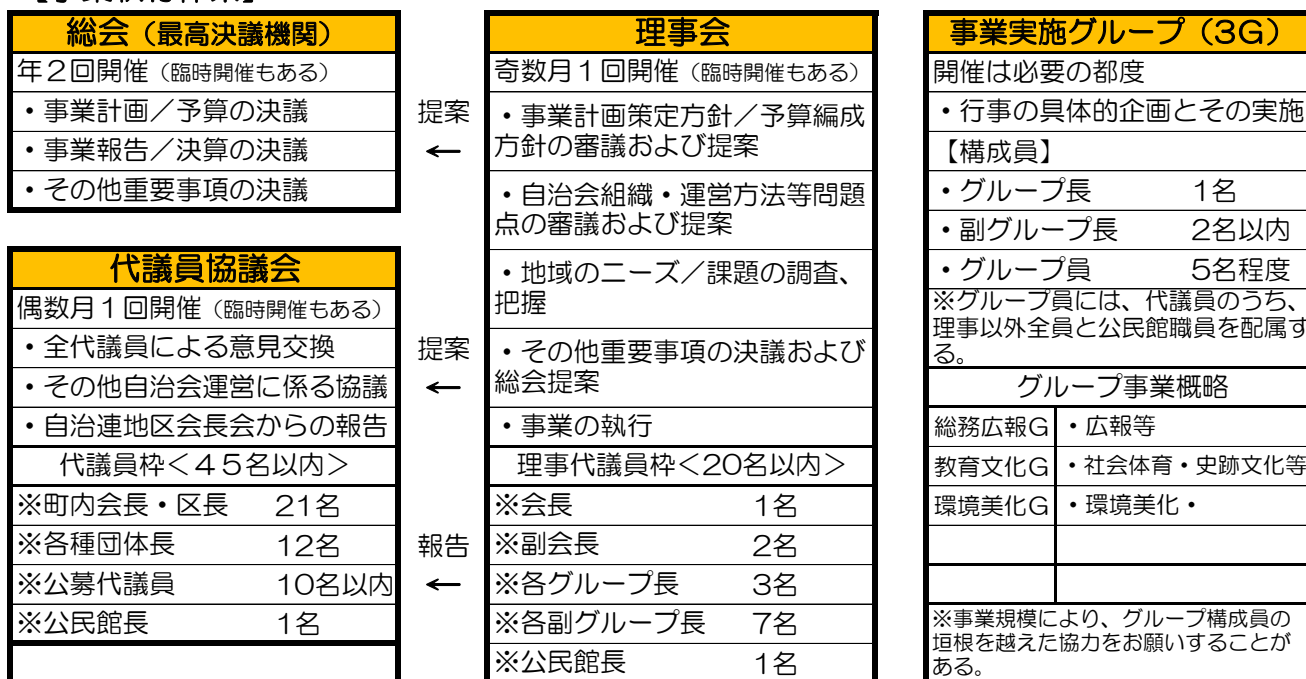 総会（最高決議機関）
年２回開催（臨時開催もある）
・事業計画／予算の決議
・事業報告／決算の決議
・その他重要事項の決議
代議員協議会
偶数月１回開催（臨時開催もある）
・全代議員による意見交換
・その他自治会運営に係る協議
・自治連地区会長会からの報告
代議員枠＜４５名以内＞
※町内会長・区長　21名
※各種団体長　12名
※公募代議員　10名以内
※公民館長　1名
提案
←
提案
←
報告
←
理事会
奇数月１回開催（臨時開催もある）
・事業計画策定方針／予算編成
方針の審議および提案
・自治会組織・運営方法等問題
点の審議および提案
・地域のニーズ／課題の調査、
把握
・その他重要事項の決議および
総会提案
・事業の執行
理事代議員枠＜20名以内＞
※会長　1名
※副会長　2名
※各グループ長　3名
※各副グループ長　7名
※公民館長　1名
事業実施グループ（3G）
開催は必要の都度
・行事の具体的企画とその実施
【構成員】
・グループ長　1名
・副グループ長　2名以内
・グループ員　5名程度
※グループ員には、代議員のうち、
理事以外全員と公民館職員を配属す
る。
グループ事業概略
総務広報G　・広報等
教育文化G　・社会体育・史跡文化等
環境美化G　・環境美化・
※事業規模により、グループ構成員の
垣根を越えた協力をお願いすることが
ある。